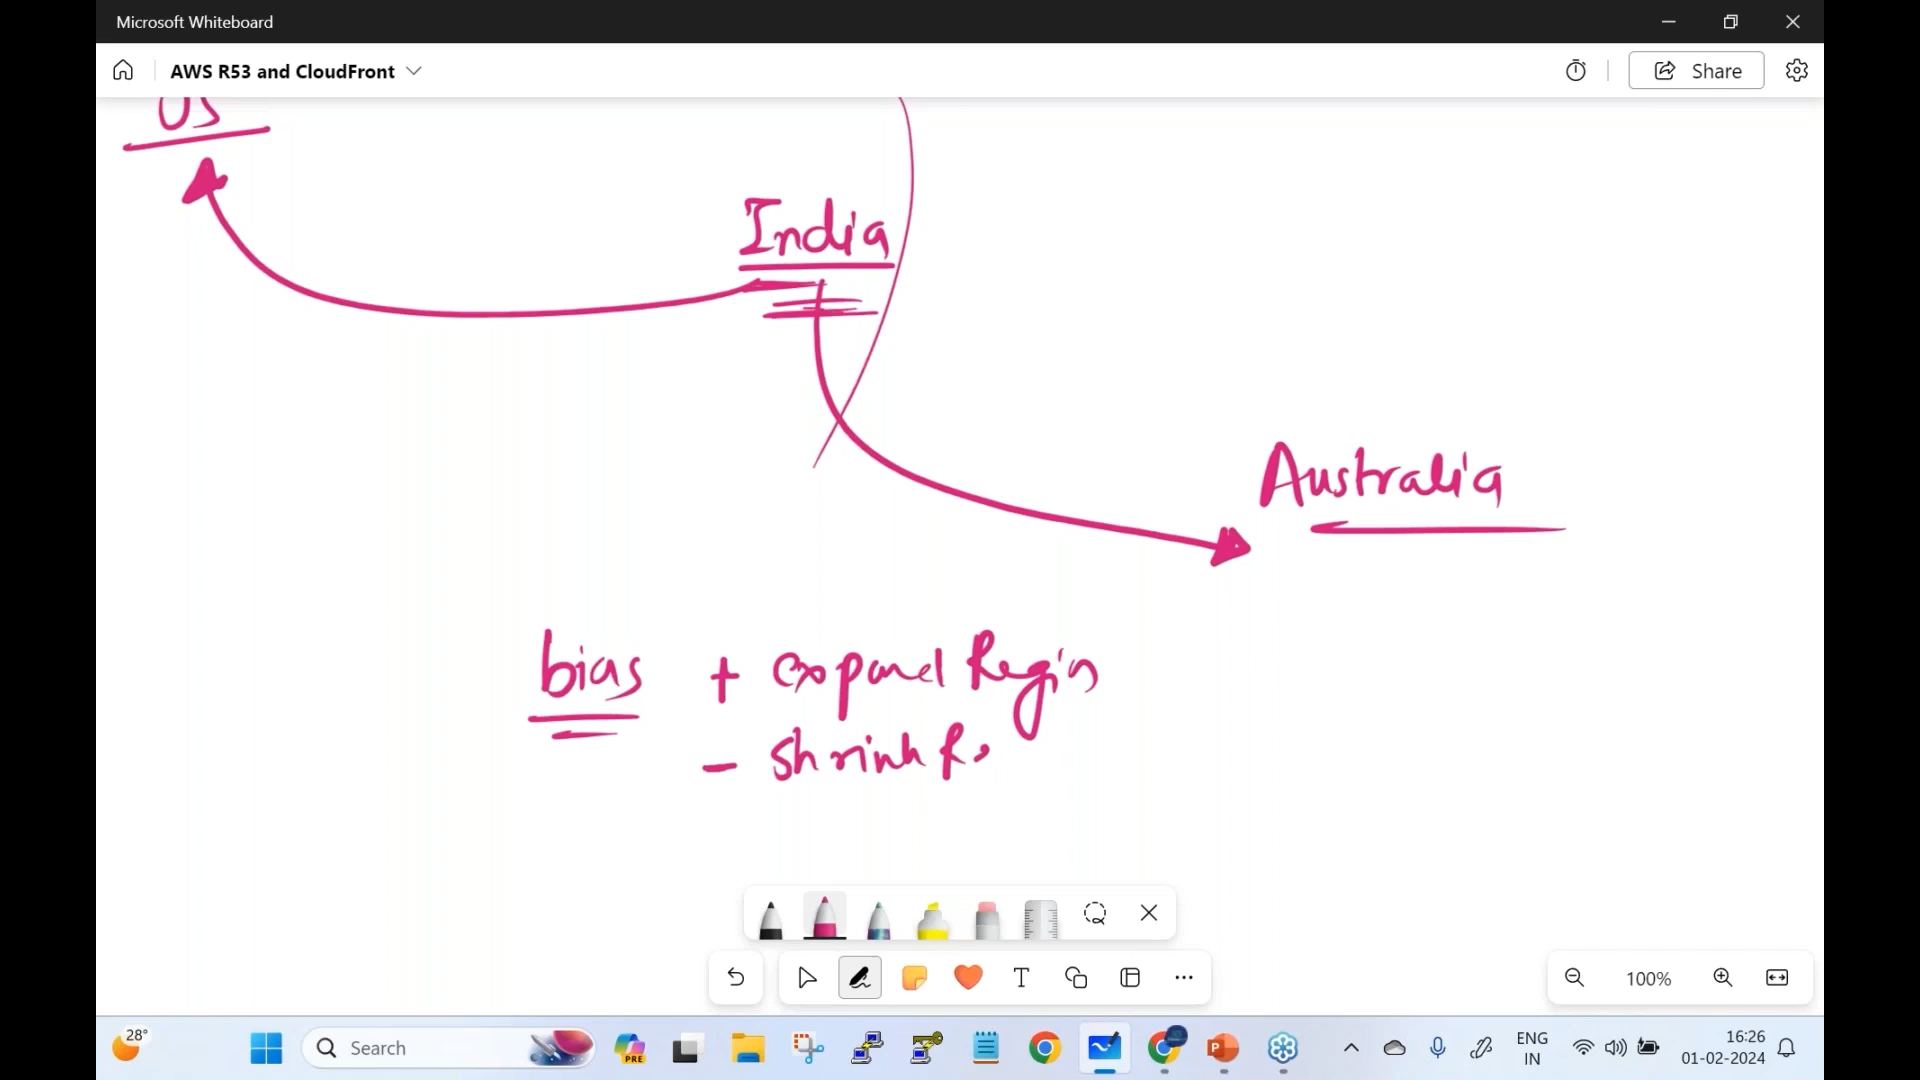 Microsoft Whiteboard
AWS R53 and CloudFront
Share
US
India
Australia
bias + expand Region
- shrink R
100%
28°
Search
PRE
ENG
IN
16:26
01-02-2024